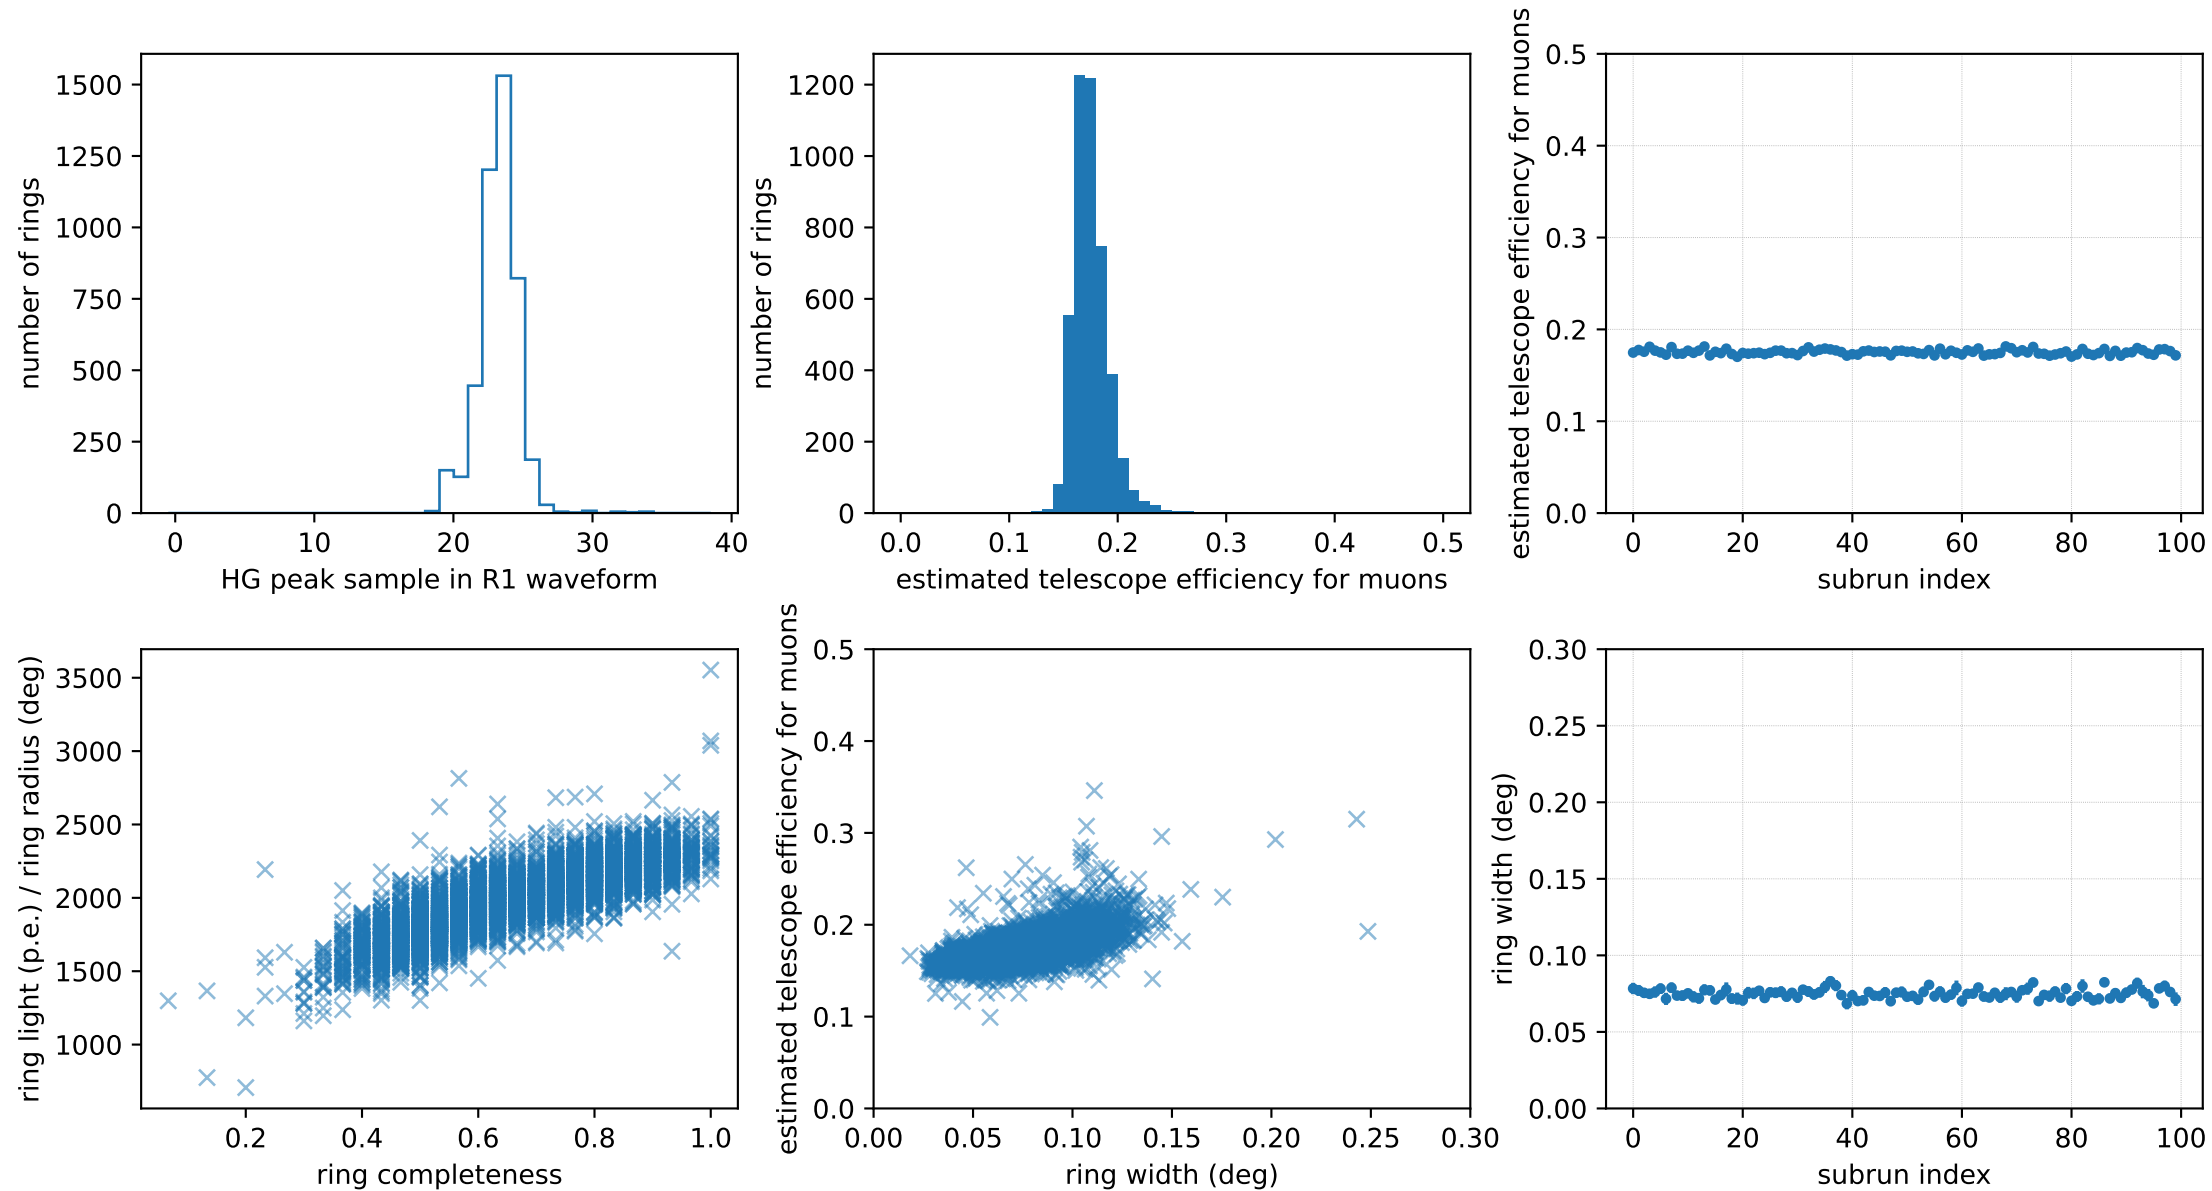 number of rings
1500
1250
1000
750
500
250
0
0 10 20 30 40
HG peak sample in R1 waveform
number of rings
1200
1000
800
600
400
200
0
0.0 0.1 0.2 0.3 0.4 0.5
estimated telescope efficiency for muons
estimated telescope efficiency for muons
0.5
0.4
0.3
0.2
0.1
0.0
0 20 40 60 80 100
subrun index
ring light (p.e.) / ring radius (deg)
3500
3000
2500
2000
1500
1000
0.2 0.4 0.6 0.8 1.0
ring completeness
estimated telescope efficiency for muons
0.5
0.4
0.3
0.2
0.1
0.0
0.00 0.05 0.10 0.15 0.20 0.25 0.30
ring width (deg)
ring width (deg)
0.30
0.25
0.20
0.15
0.10
0.05
0.00
0 20 40 60 80 100
subrun index